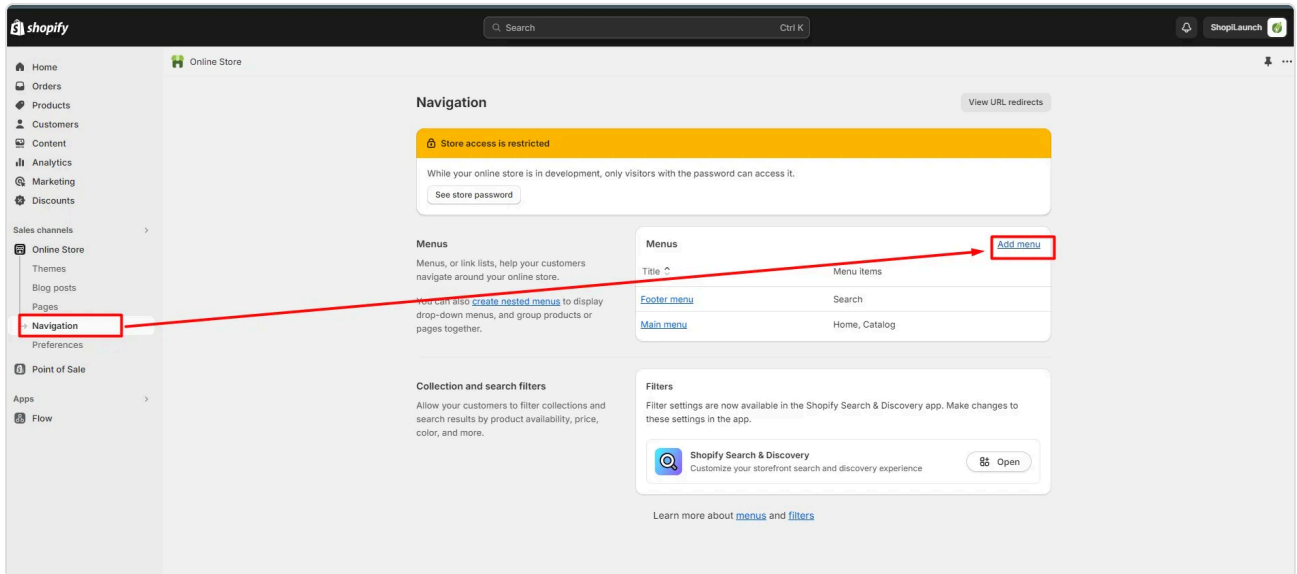 shopify
Search
Ctrl K
ShopiLaunch
Home
Orders
Products
Customers
Content
Analytics
Marketing
Discounts
Sales channels
Online Store
Themes
Blog posts
Pages
Navigation
Preferences
Point of Sale
Apps
Flow
Online Store
Navigation
View URL redirects
Store access is restricted
While your online store is in development, only visitors with the password can access it.
See store password
Menus
Menus, or link lists, help your customers
navigate around your online store.
You can also create nested menus to display
drop-down menus, and group products or
pages together.
Menus
Add menu
Title
Menu items
Footer menu
Search
Main menu
Home, Catalog
Collection and search filters
Allow your customers to filter collections and
search results by product availability, price,
color, and more.
Filters
Filter settings are now available in the Shopify Search & Discovery app. Make changes to
these settings in the app.
Shopify Search & Discovery
Customize your storefront search and discovery experience
Open
Learn more about menus and filters